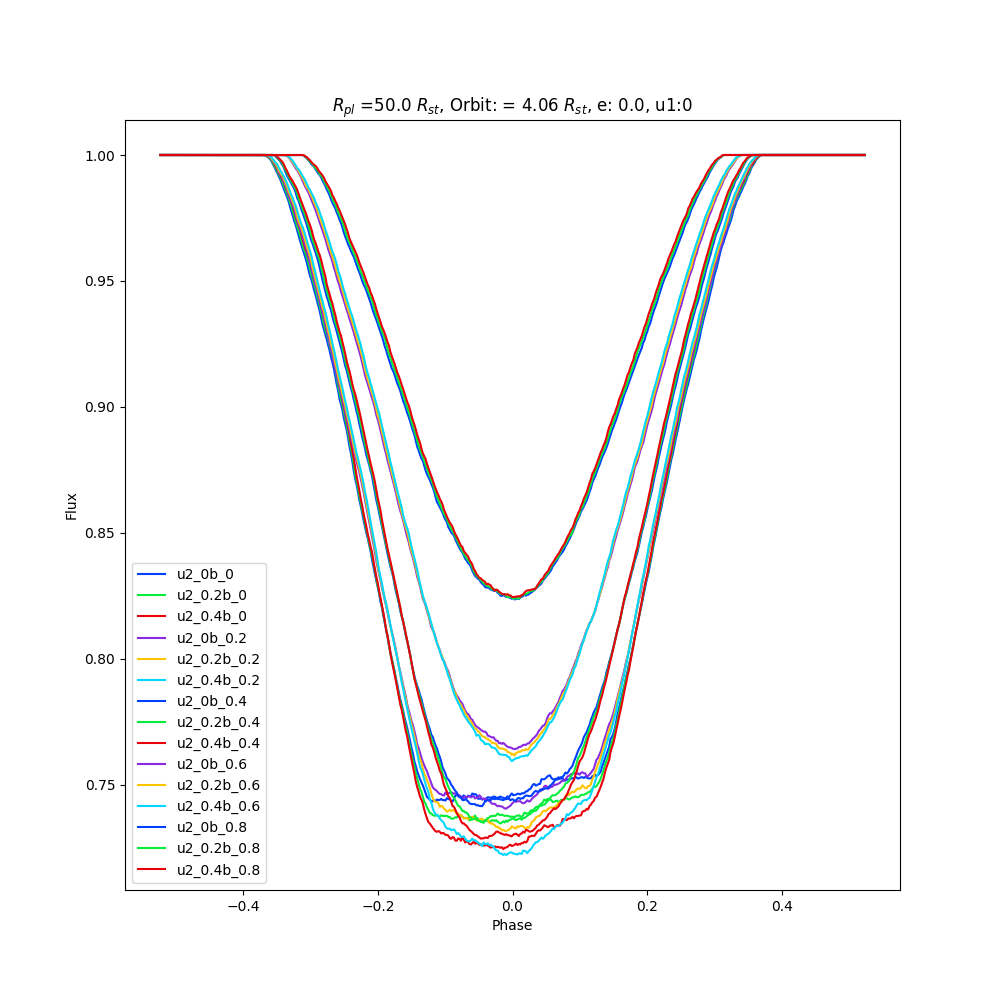 R_pl =50.0 R_st, Orbit: = 4.06 R_st, e: 0.0, u1:0
1.00
0.95
0.90
0.85
0.80
0.75
Flux
u2_0b_0
u2_0.2b_0
u2_0.4b_0
u2_0b_0.2
u2_0.2b_0.2
u2_0.4b_0.2
u2_0b_0.4
u2_0.2b_0.4
u2_0.4b_0.4
u2_0b_0.6
u2_0.2b_0.6
u2_0.4b_0.6
u2_0b_0.8
u2_0.2b_0.8
u2_0.4b_0.8
−0.4 −0.2 0.0 0.2 0.4
Phase